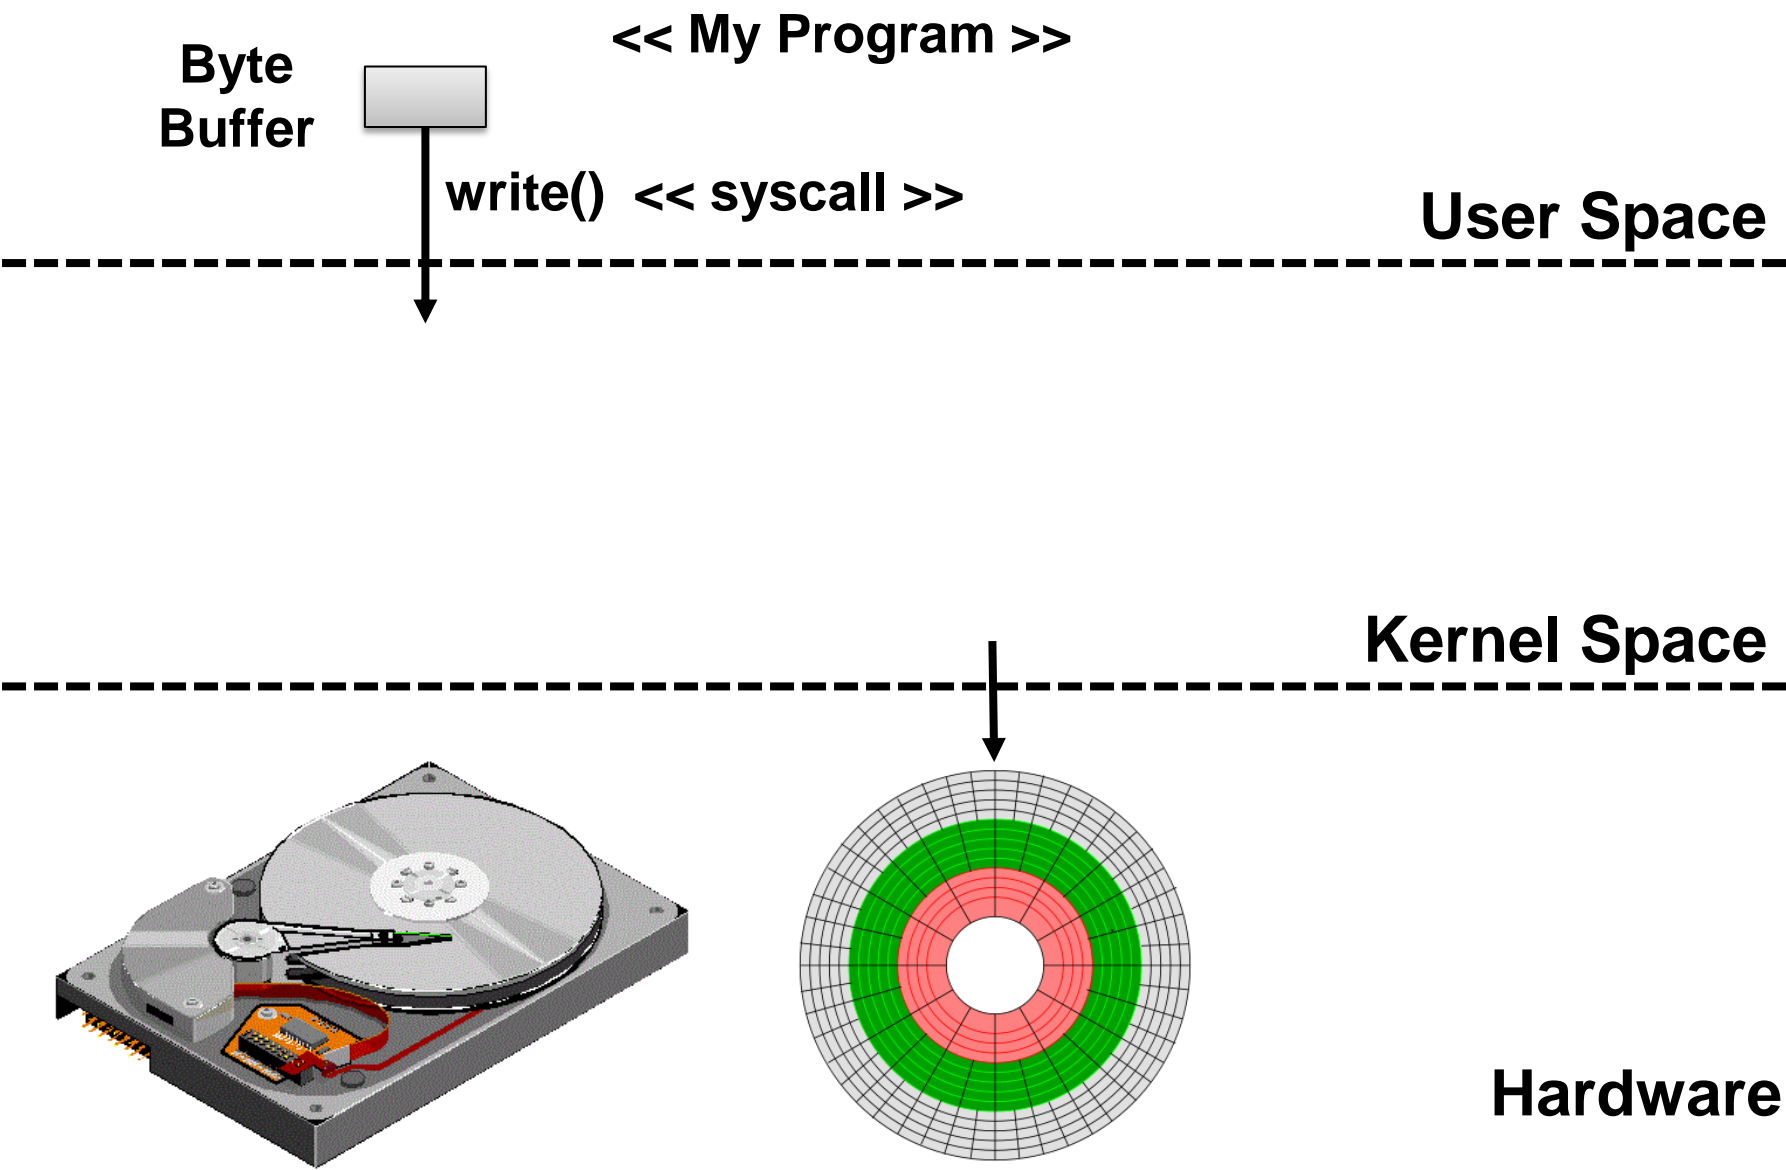 << My Program >>
Byte
Buffer
write() << syscall >>
User Space
Kernel Space
Hardware